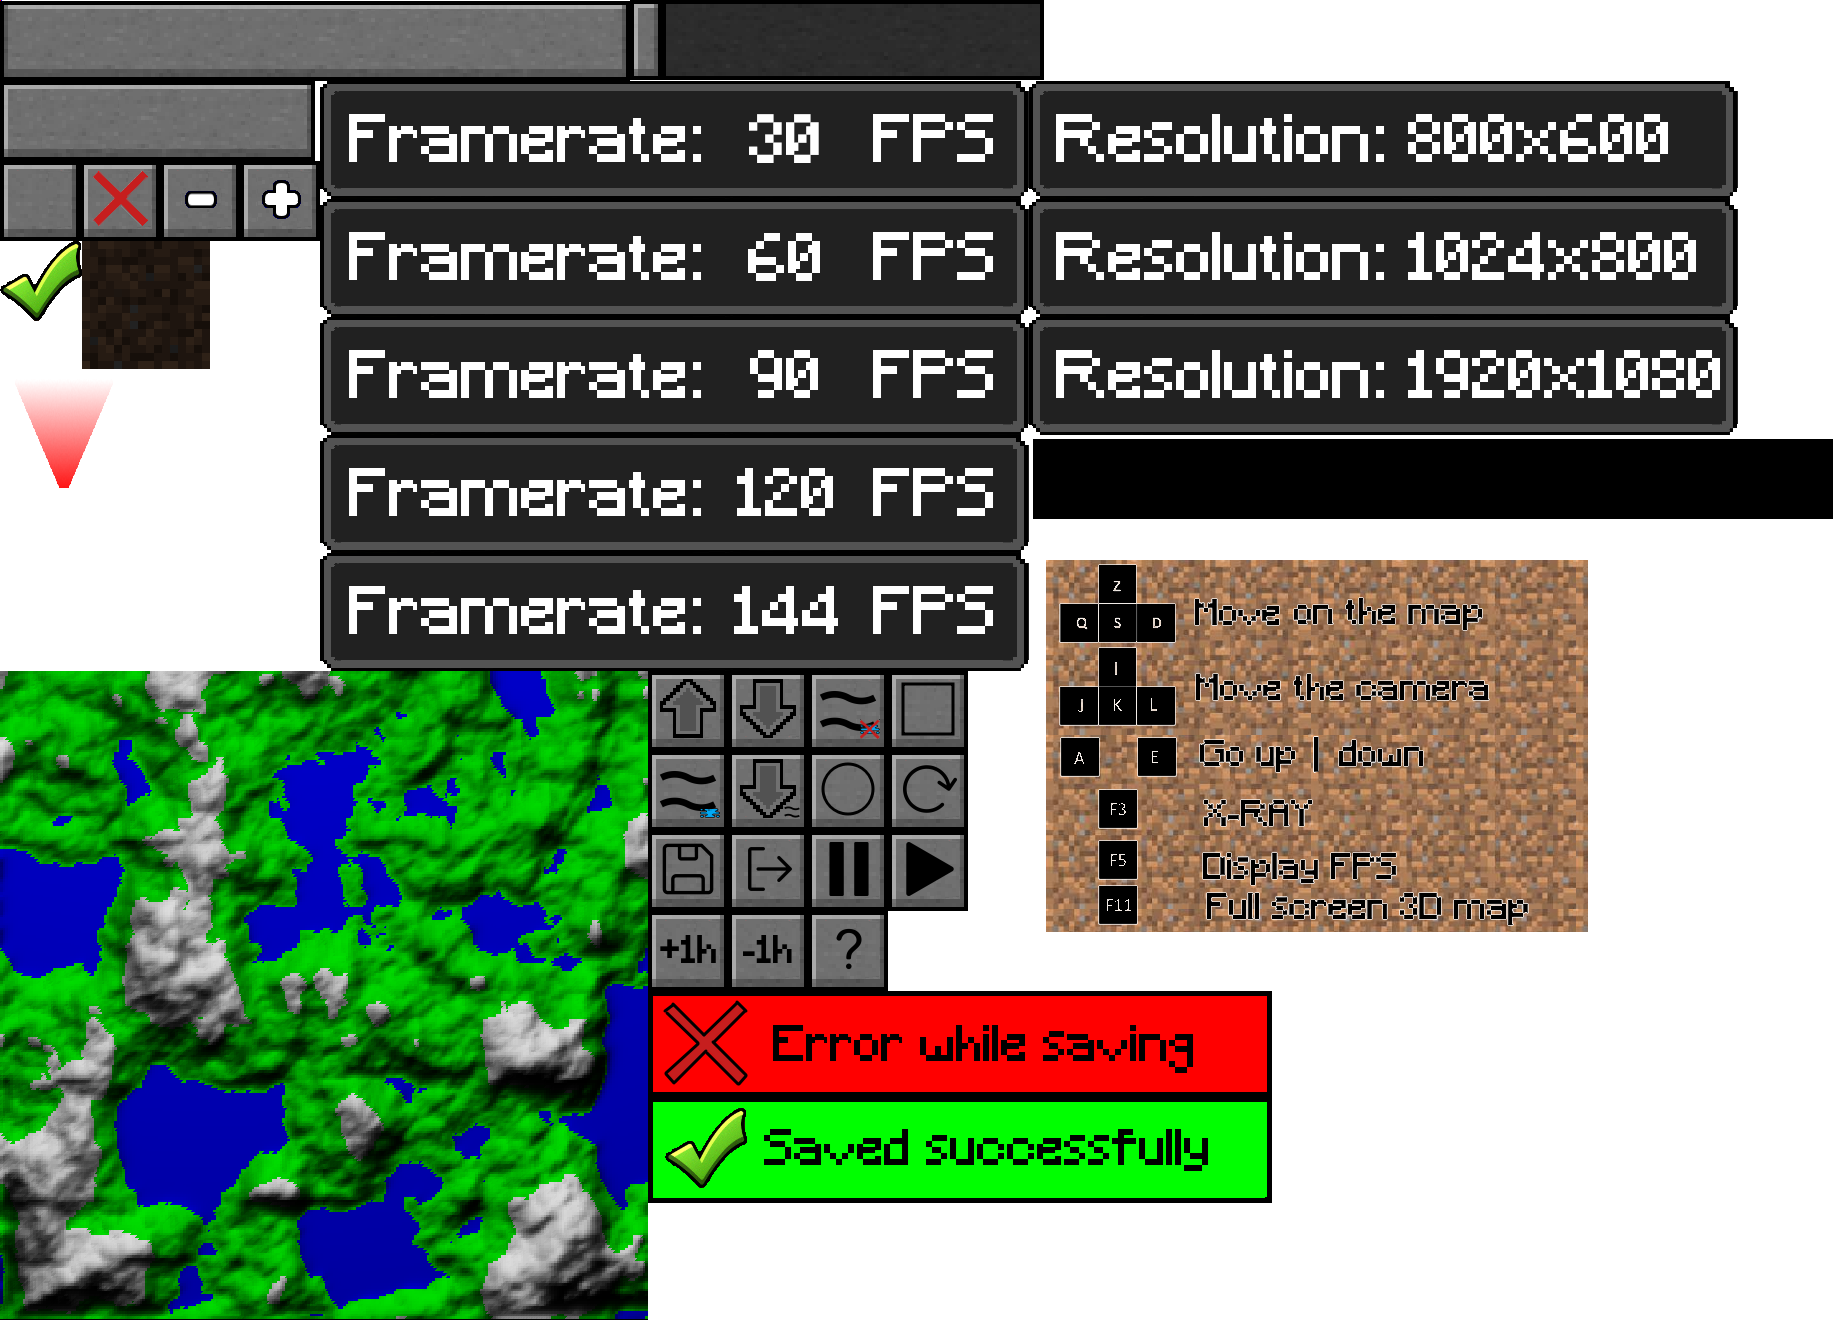 Framerate: 30 FPS
Resolution: 800x600
Framerate: 60 FPS
Resolution: 1024x800
Framerate: 90 FPS
Resolution: 1920x1080
Framerate: 120 FPS
Framerate: 144 FPS
Z
Q S D
Move on the map
I
J K L
Move the camera
A E
Go up | down
F3
X-RAY
F5
Display FPS
F11
Full screen 3D map
+1h -1h ?
Error while saving
Saved successfully